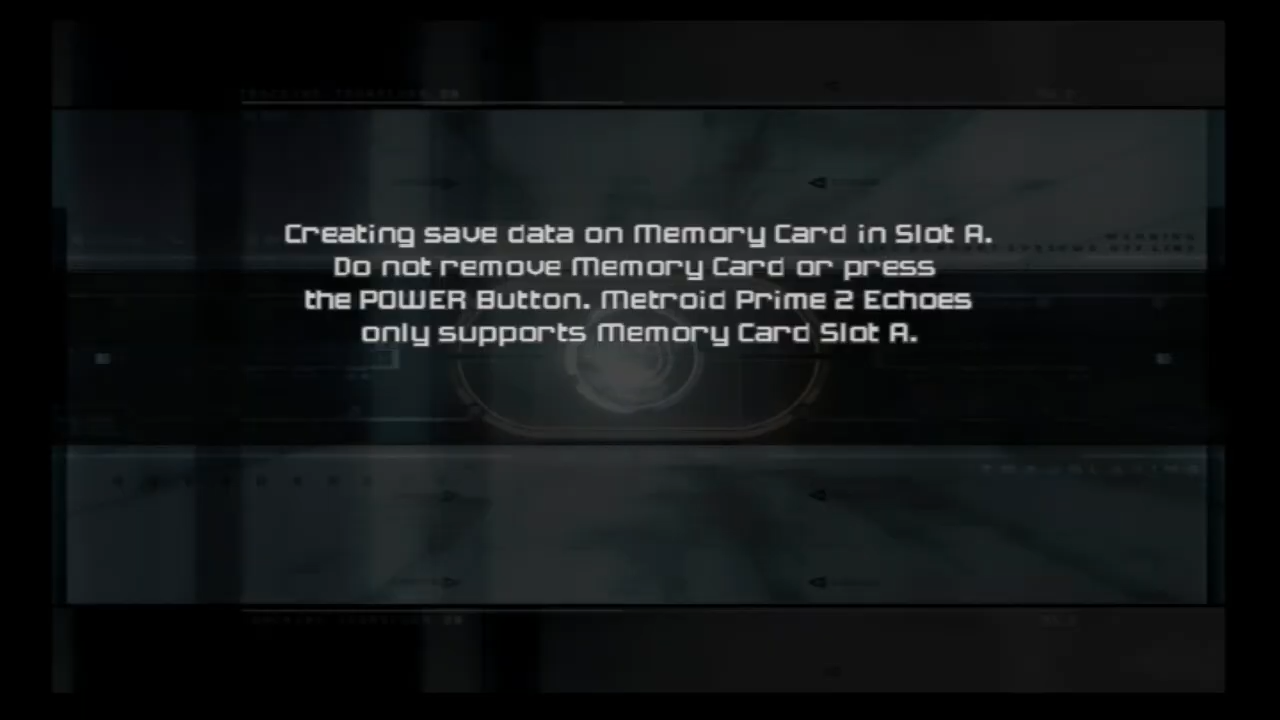 Creating save data on Memory Card in Slot A.
Do not remove Memory Card or press
the POWER Button. Metroid Prime 2 Echoes
only supports Memory Card Slot A.